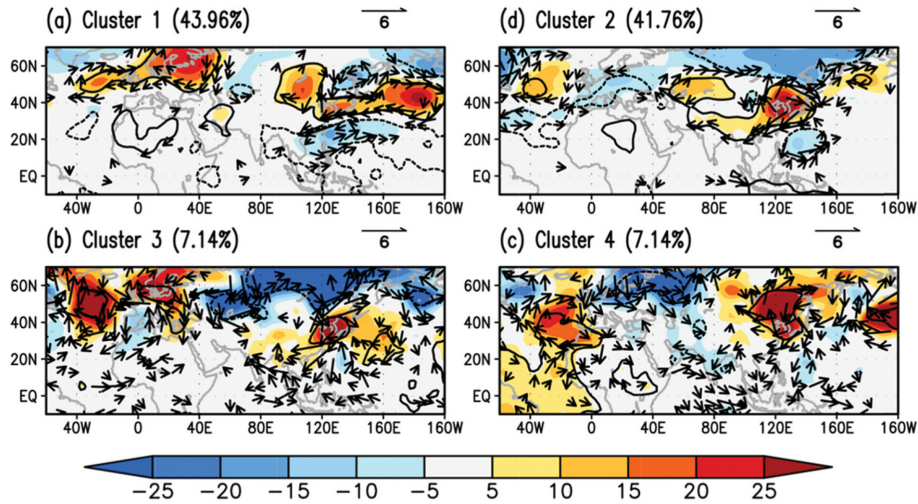 (a) Cluster 1 (43.96%) 6
(d) Cluster 2 (41.76%) 6
60N 60N
40N 40N
20N 20N
EQ EQ
40W 0 40E 80E 120E 160E 160W 40W 0 40E 80E 120E 160E 160W
(b) Cluster 3 (7.14%) 6
(c) Cluster 4 (7.14%) 6
60N 60N
40N 40N
20N 20N
EQ EQ
40W 0 40E 80E 120E 160E 160W 40W 0 40E 80E 120E 160E 160W
−25 −20 −15 −10 −5 5 10 15 20 25